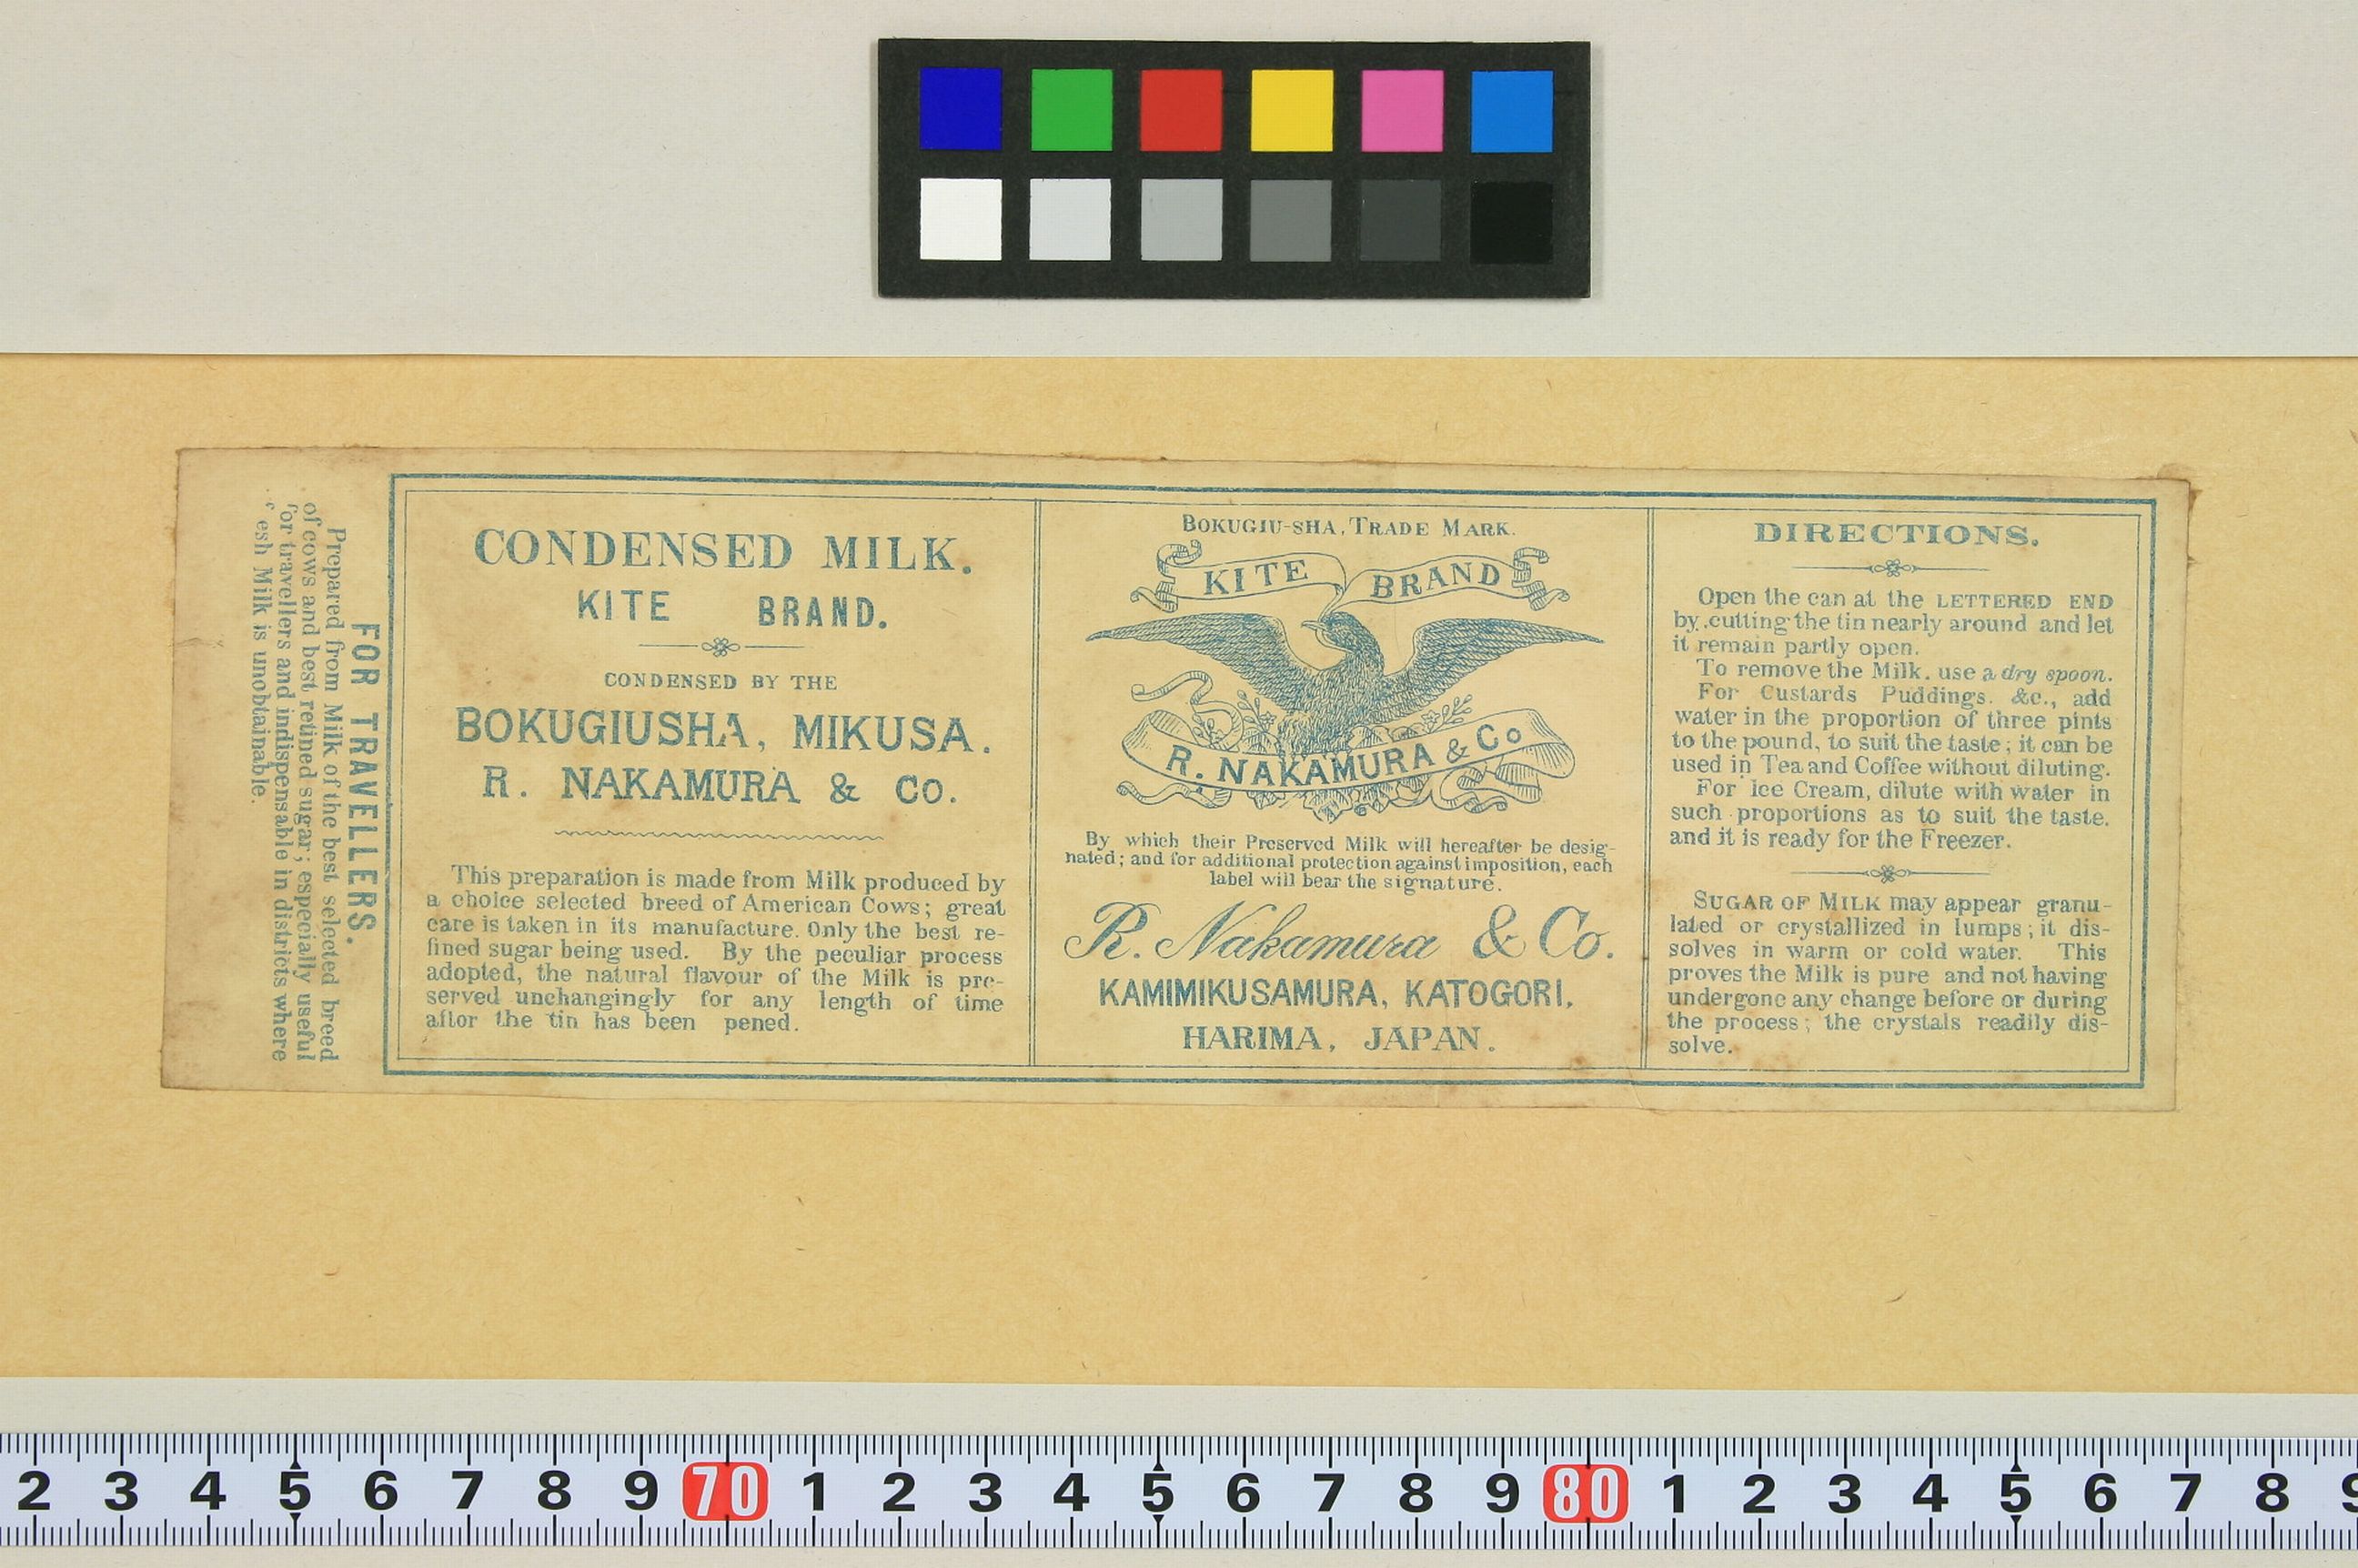 FOR TRAVELLERS.
Prepared from Milk of the best selected breed
of cows and best refined sugar; especially useful
for travellers and indispensable in districts where
esh Milk is unobtainable.
CONDENSED MILK.
KITE BRAND.
CONDENSED BY THE
BOKUGIUSHA, MIKUSA.
R. NAKAMURA & Co.
This preparation is made from Milk produced by
a choice selected breed of American Cows; great
care is taken in its manufacture. Only the best re-
fined sugar being used. By the peculiar process
adopted, the natural flavour of the Milk is pre-
served unchangingly for any length of time
after the tin has been pened.
BOKUGIU-SHA, TRADE MARK.
KITE BRAND
R. NAKAMURA & Co
By which their Preserved Milk will hereafter be desig-
nated; and for additional protection against imposition, each
label will bear the signature.
R. Nakamura & Co.
KAMIMIKUSAMURA, KATOGORI,
HARIMA, JAPAN.
DIRECTIONS.
Open the can at the LETTERED END
by cutting the tin nearly around and let
it remain partly open.
To remove the Milk, use a dry spoon.
For Custards Puddings, &c., add
water in the proportion of three pints
to the pound, to suit the taste; it can be
used in Tea and Coffee without diluting.
For Ice Cream, dilute with water in
such proportions as to suit the taste,
and it is ready for the Freezer.
SUGAR OF MILK may appear granu-
lated or crystallized in lumps; it dis-
solves in warm or cold water. This
proves the Milk is pure and not having
undergone any change before or during
the process; the crystals readily dis-
solve.
2 3 4 5 6 7 8 9 70 1 2 3 4 5 6 7 8 9 80 1 2 3 4 5 6 7 8 9